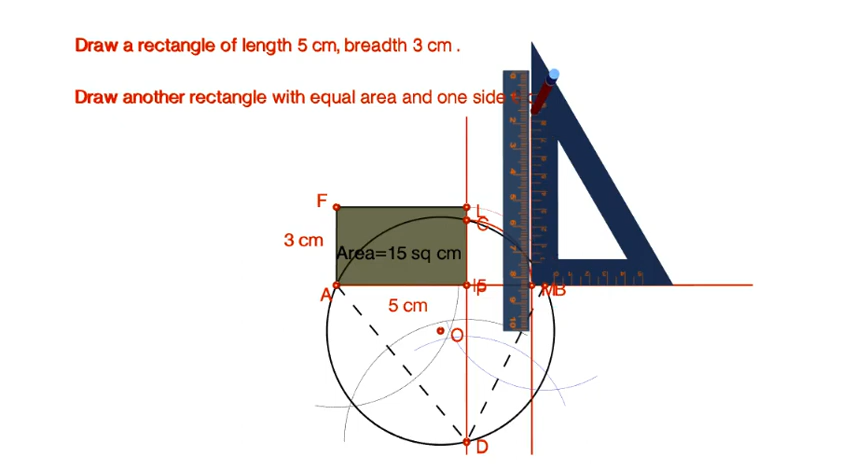 Draw a rectangle of length 5 cm, breadth 3 cm .
Draw another rectangle with equal area and one side
F
L
C
3 cm
Area=15 sq cm
A
P
M
B
5 cm
O
D